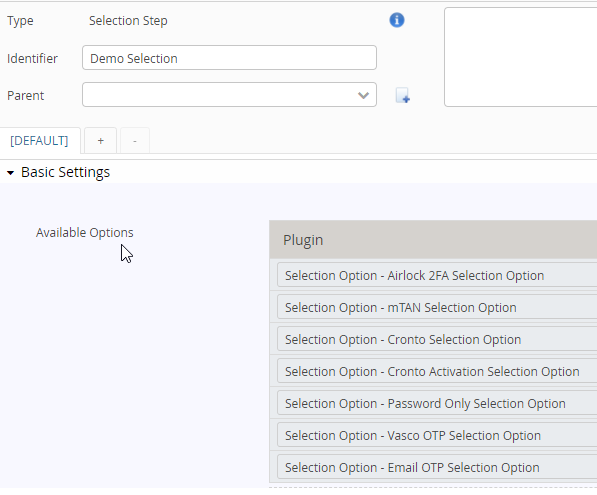 Type Selection Step
Identifier Demo Selection
Parent
[DEFAULT] + -
Basic Settings
Available Options
Plugin
Selection Option - Airlock 2FA Selection Option
Selection Option - mTAN Selection Option
Selection Option - Cronto Selection Option
Selection Option - Cronto Activation Selection Option
Selection Option - Password Only Selection Option
Selection Option - Vasco OTP Selection Option
Selection Option - Email OTP Selection Option